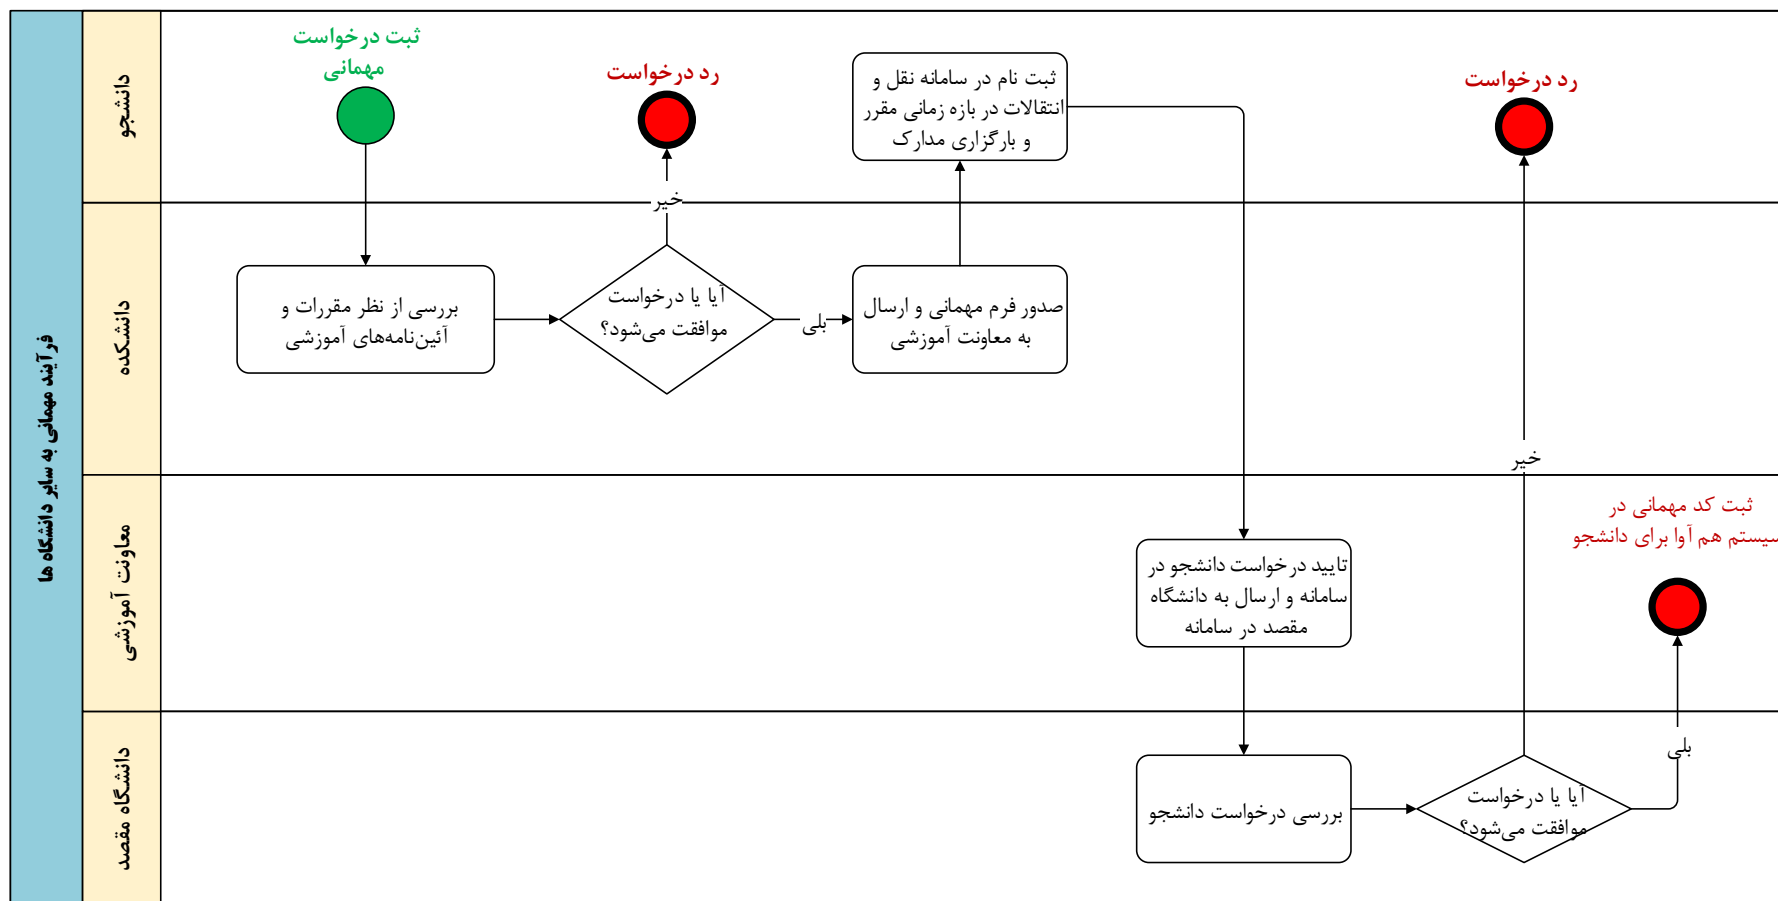 فرآیند مهمانی به سایر دانشگاه ها
دانشجو
ثبت درخواست
مهمانی
رد درخواست
ثبت نام در سامانه نقل و
انتقالات در بازه زمانی مقرر
و بارگزاری مدارک
رد درخواست
خیر
دانشکده
بررسی از نظر مقررات و
آئین‌نامه‌های آموزشی
آیا یا درخواست
موافقت می‌شود؟
بلی
صدور فرم مهمانی و ارسال
به معاونت آموزشی
خیر
معاونت آموزشی
تایید درخواست دانشجو در
سامانه و ارسال به دانشگاه
مقصد در سامانه
ثبت کد مهمانی در
سیستم هم آوا برای دانشجو
دانشگاه مقصد
بررسی درخواست دانشجو
آیا یا درخواست
موافقت می‌شود؟
بلی